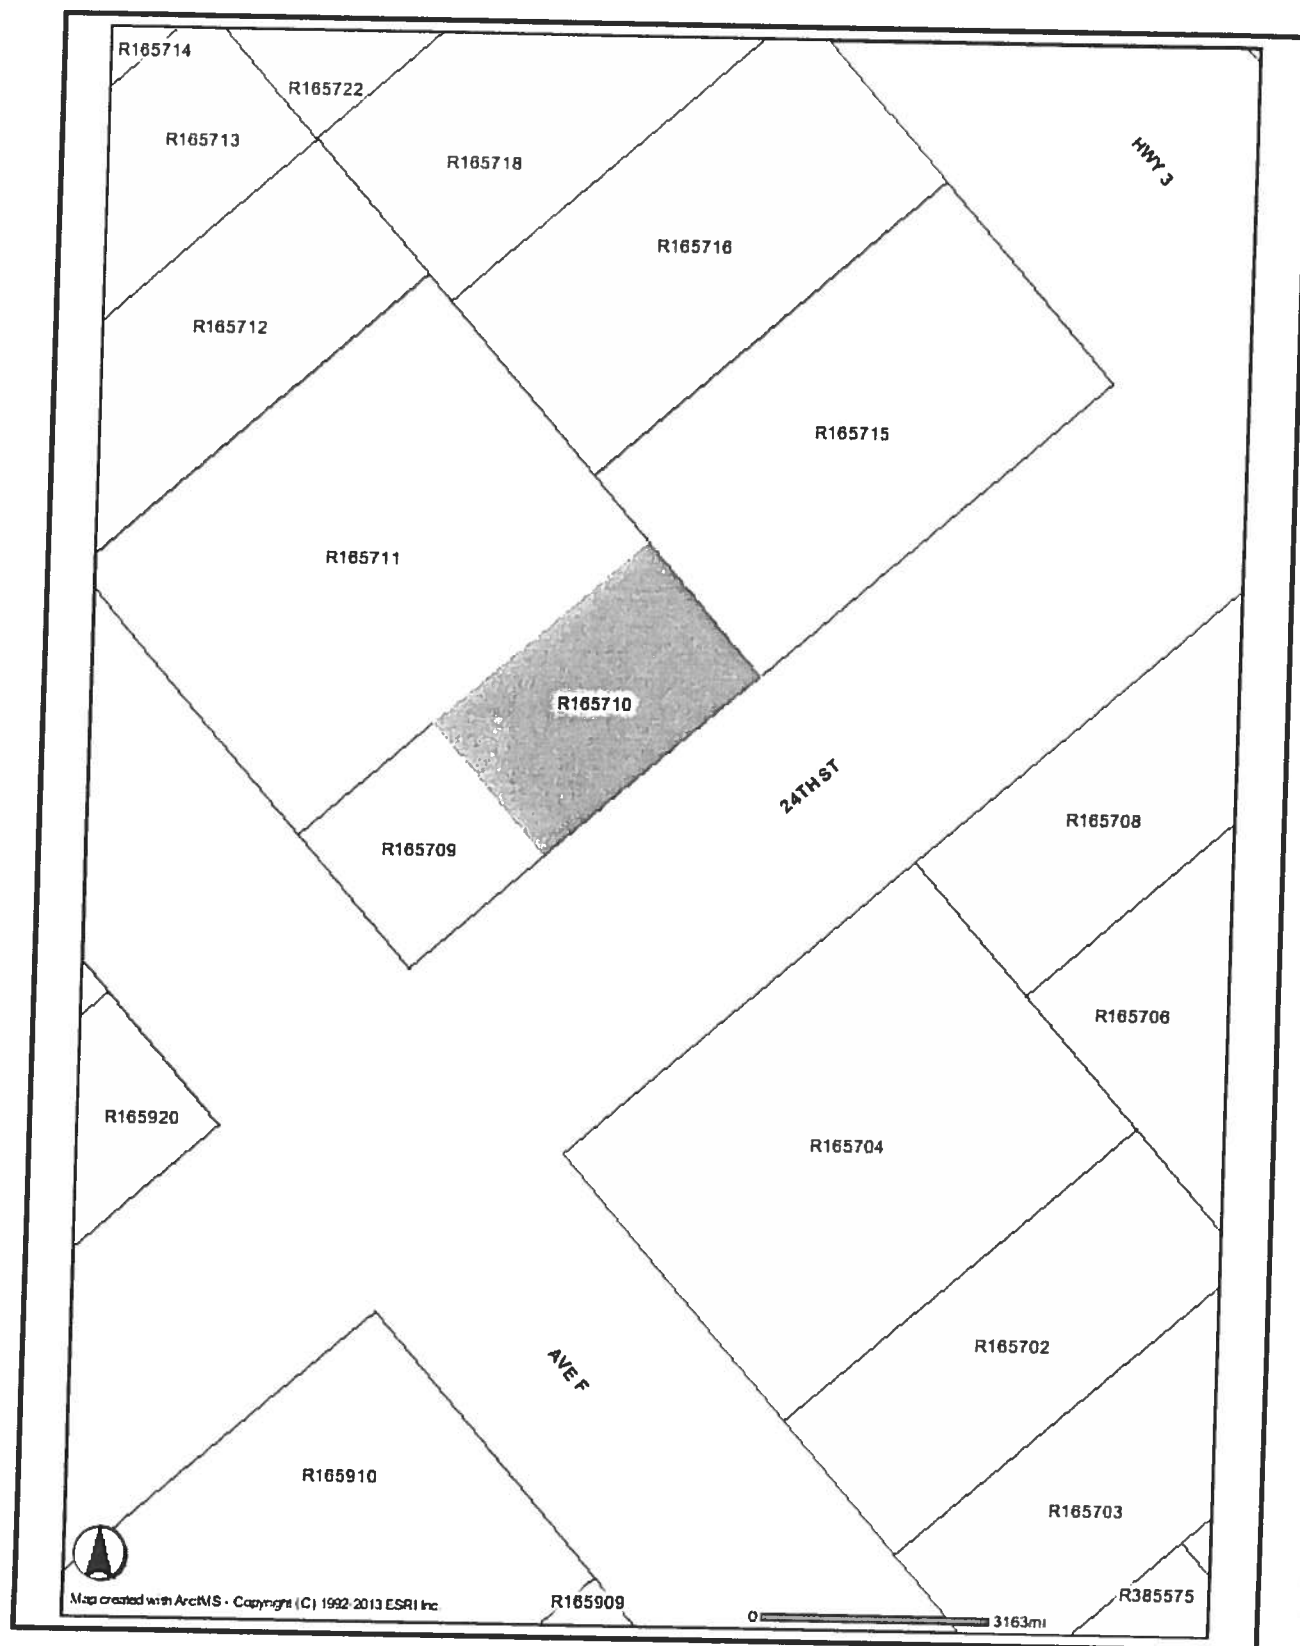 R165714
R165722
R165713
R165718
HWY 3
R165716
R165712
R165715
R165711
R165710
24TH ST
R165708
R165709
R165706
R165920
R165704
R165702
AVE F
R165910
R165703
Map created with ArcIMS - Copyright (C) 1992-2013 ESRI Inc.
R165909
0
3163mi
R385575